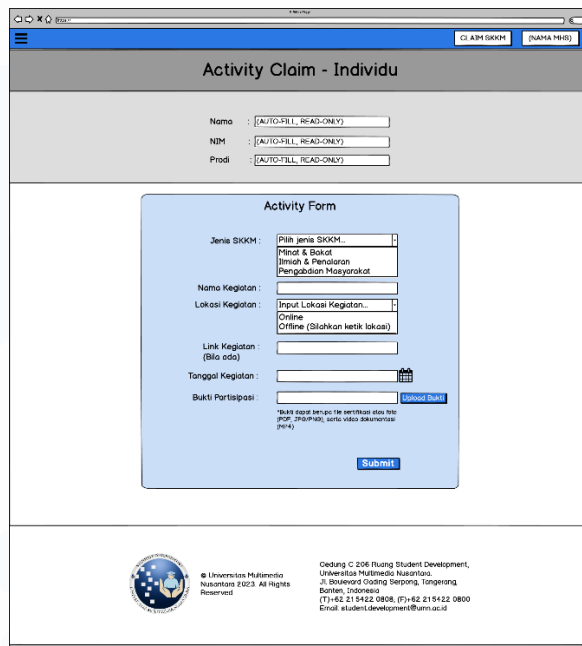 CLAIM SKKM
(NAMA MHS)
Activity Claim - Individu
Nama : (AUTO-FILL, READ-ONLY)
NIM : (AUTO-FILL, READ-ONLY)
Prodi : (AUTO-FILL, READ-ONLY)
Activity Form
Jenis SKKM : Pilih jenis SKKM...
Minat & Bakat
Ilmiah & Penalaran
Pengabdian Masyarakat
Nama Kegiatan :
Lokasi Kegiatan : Input Lokasi Kegiatan...
Online
Offline (Silahkan ketik lokasi)
Link Kegiatan :
(Bila ada)
Tanggal Kegiatan :
Bukti Partisipasi : Upload Bukti
*Bukti dapat berupa file sertifikasi atau foto
(PDF, JPG/PNG), serta video dokumentasi
(MP4)
Submit
© Universitas Multimedia
Nusantara 2023. All Rights
Reserved
Gedung C 206 Ruang Student Development,
Universitas Multimedia Nusantara.
Jl. Boulevard Gading Serpong, Tangerang,
Banten, Indonesia
(T)+62 21 5422 0808, (F)+62 21 5422 0800
Email: student.development@umn.ac.id